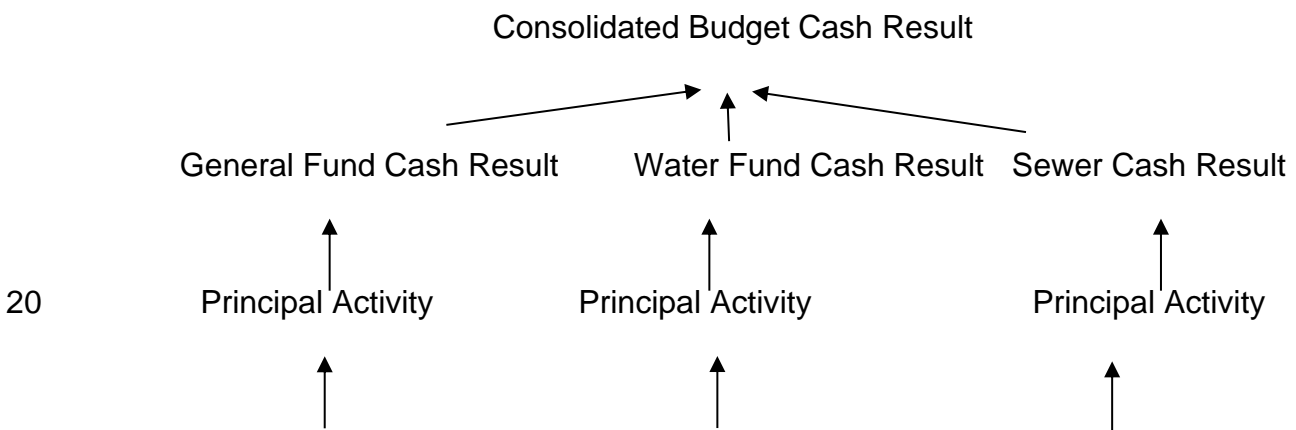 Consolidated Budget Cash Result
General Fund Cash Result Water Fund Cash Result Sewer Cash Result
20 Principal Activity Principal Activity Principal Activity